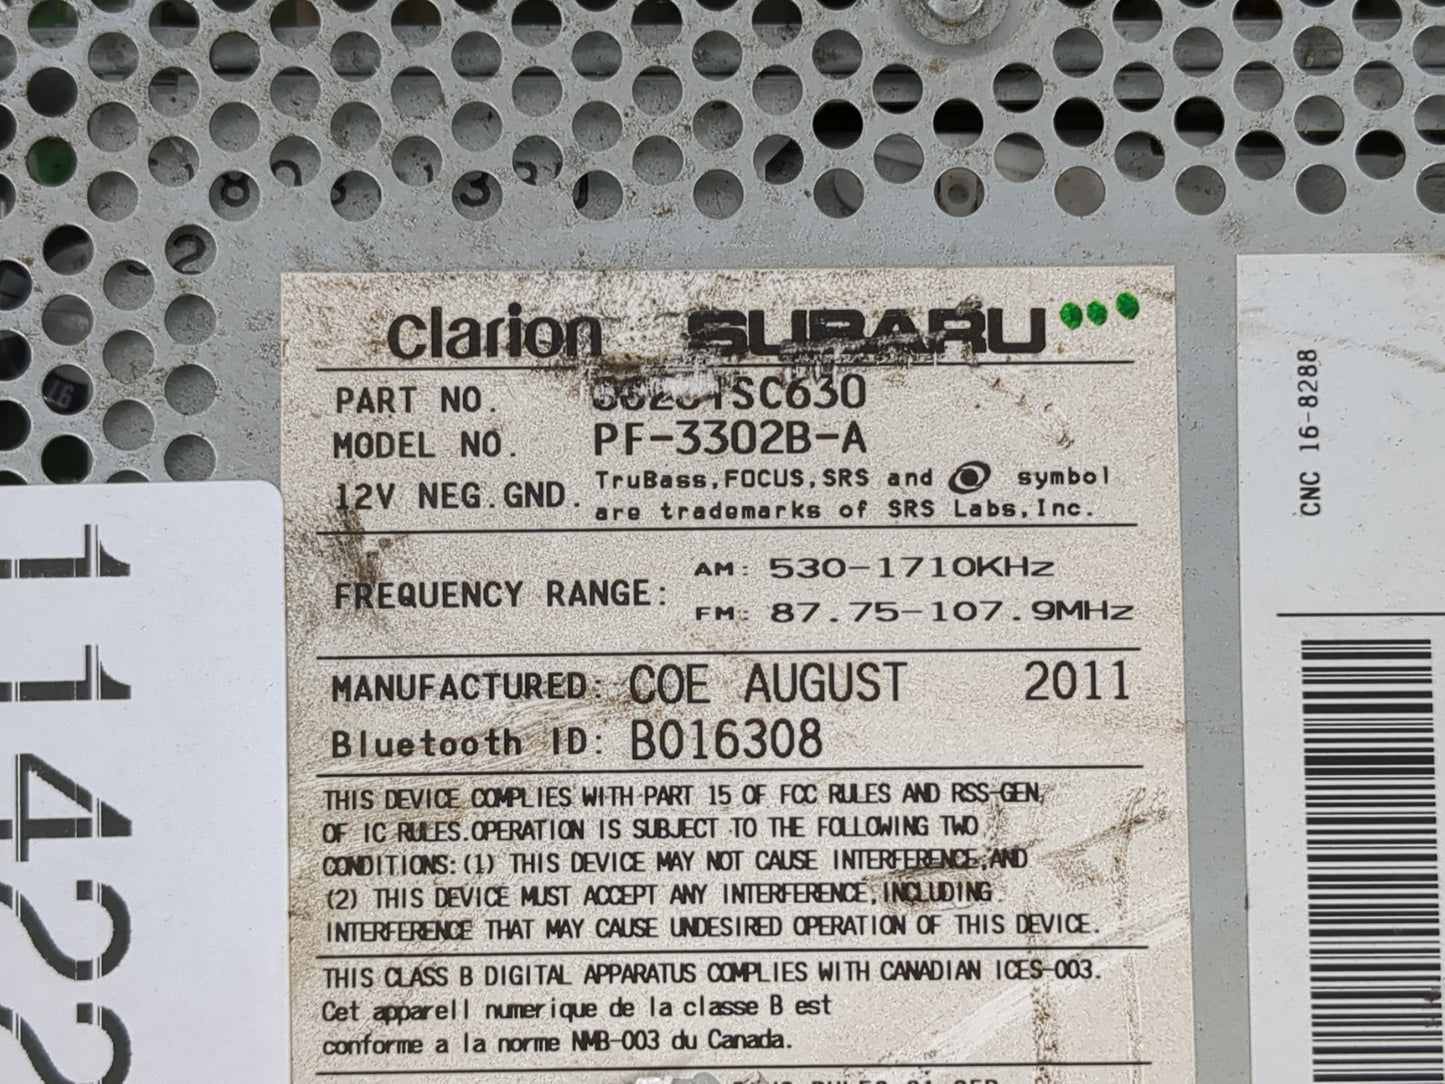 clarion SUBARU
PART NO. 86201SC630
MODEL NO. PF-3302B-A
12V NEG.GND. TruBass,FOCUS,SRS and symbol
are trademarks of SRS Labs,Inc.
FREQUENCY RANGE: AM: 530-1710KHz
FM: 87.75-107.9MHz
MANUFACTURED: COE AUGUST 2011
Bluetooth ID: B016308
THIS DEVICE COMPLIES WITH PART 15 OF FCC RULES AND RSS-GEN,
OF IC RULES.OPERATION IS SUBJECT TO THE FOLLOWING TWO
CONDITIONS:(1) THIS DEVICE MAY NOT CAUSE INTERFERENCE,AND
(2) THIS DEVICE MUST ACCEPT ANY INTERFERENCE,INCLUDING
INTERFERENCE THAT MAY CAUSE UNDESIRED OPERATION OF THIS DEVICE.
THIS CLASS B DIGITAL APPARATUS COMPLIES WITH CANADIAN ICES-003.
Cet appareil numerique de la classe B est
conforme a la norme NMB-003 du Canada.
CNC 16-8288
11422